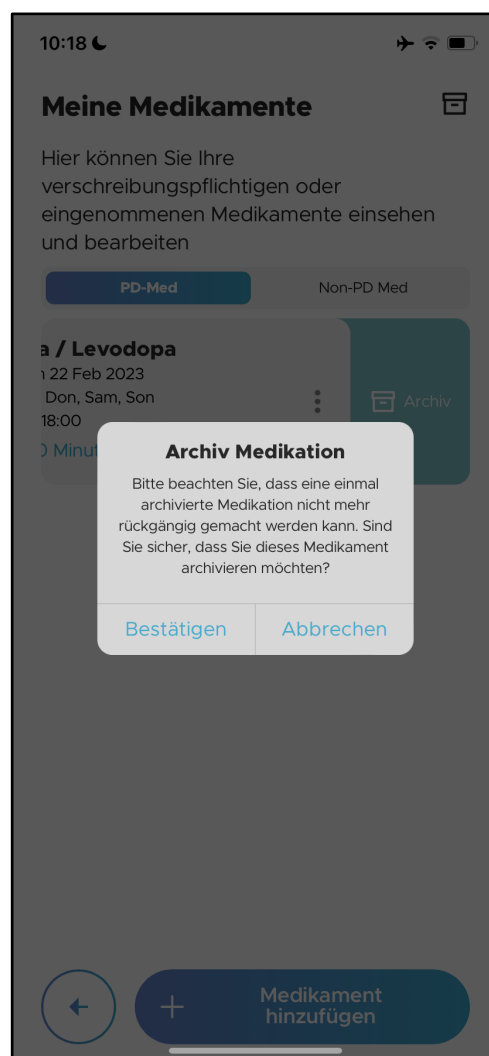 10:18
Meine Medikamente
Hier können Sie Ihre
verschreibungspflichtigen oder
eingenommenen Medikamente einsehen
und bearbeiten
PD-Med Non-PD Med
a / Levodopa
22 Feb 2023
Don, Sam, Son
18:00
Archiv
0 Minut
Archiv Medikation
Bitte beachten Sie, dass eine einmal
archivierte Medikation nicht mehr
rückgängig gemacht werden kann. Sind
Sie sicher, dass Sie dieses Medikament
archivieren möchten?
Bestätigen Abbrechen
Medikament
hinzufügen